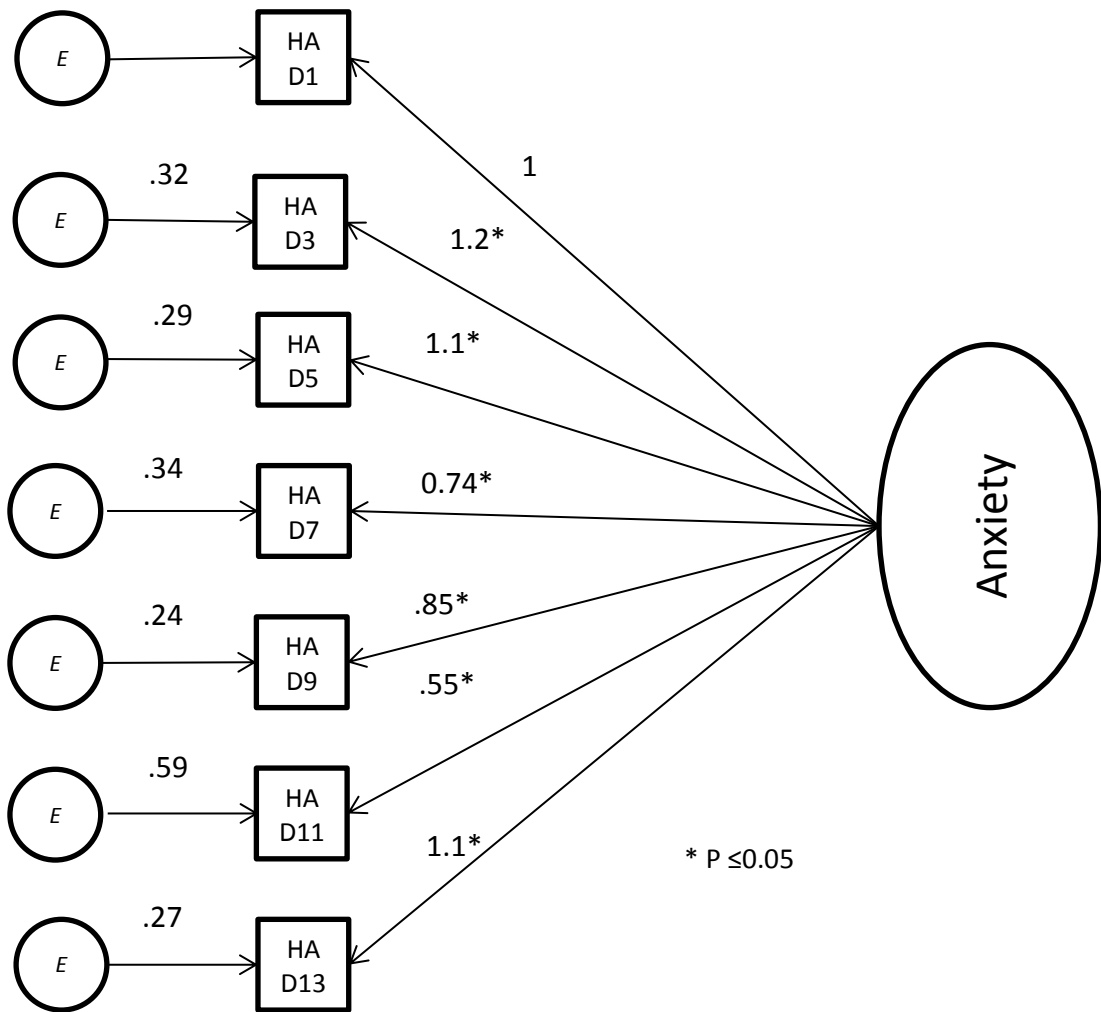 E
HA
D1
1
.32
E
HA
D3
1.2*
.29
E
HA
D5
1.1*
.34
E
HA
D7
0.74*
Anxiety
.24
E
HA
D9
.85*
.55*
.59
E
HA
D11
1.1*
* P ≤0.05
.27
E
HA
D13